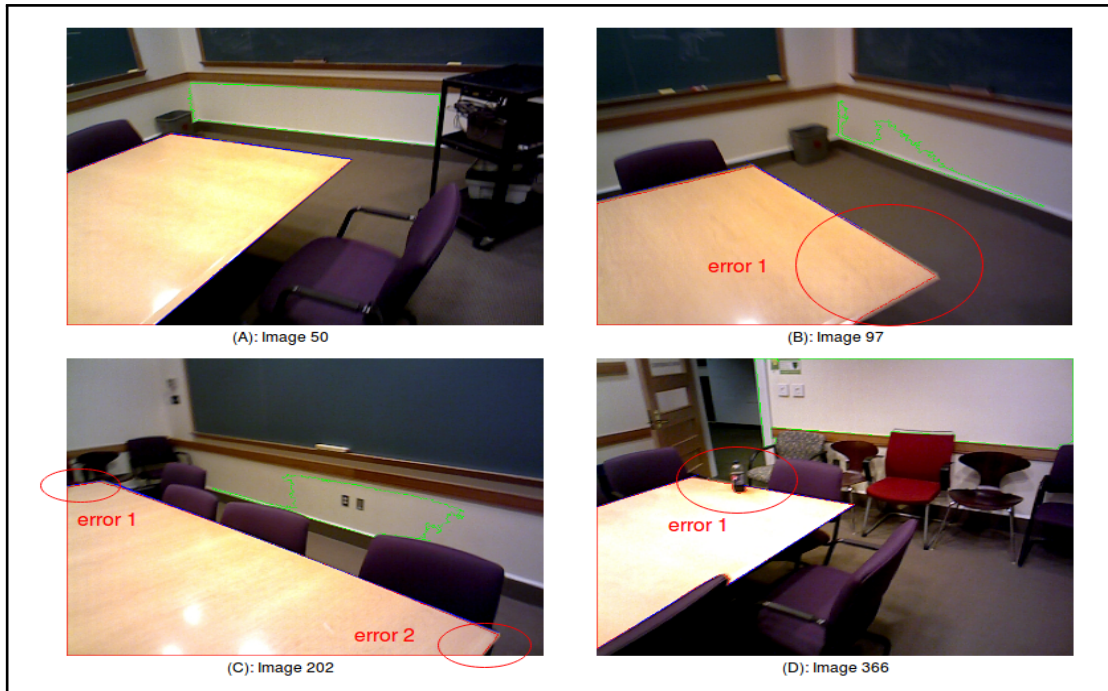 (A): Image 50
error 1
(B): Image 97
error 1
error 2
(C): Image 202
error 1
(D): Image 366